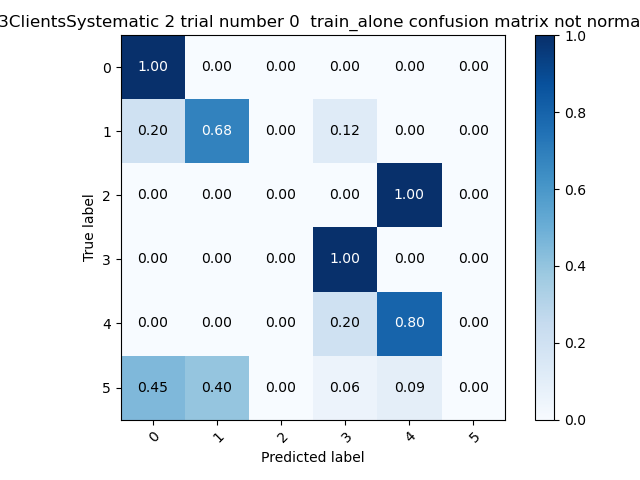 3ClientsSystematic 2 trial number 0 train_alone confusion matrix not norma
0 1.00 0.00 0.00 0.00 0.00 0.00
1 0.20 0.68 0.00 0.12 0.00 0.00
2 0.00 0.00 0.00 0.00 1.00 0.00
3 0.00 0.00 0.00 1.00 0.00 0.00
4 0.00 0.00 0.00 0.20 0.80 0.00
5 0.45 0.40 0.00 0.06 0.09 0.00
0 1 2 3 4 5
True label
Predicted label
1.0
0.8
0.6
0.4
0.2
0.0